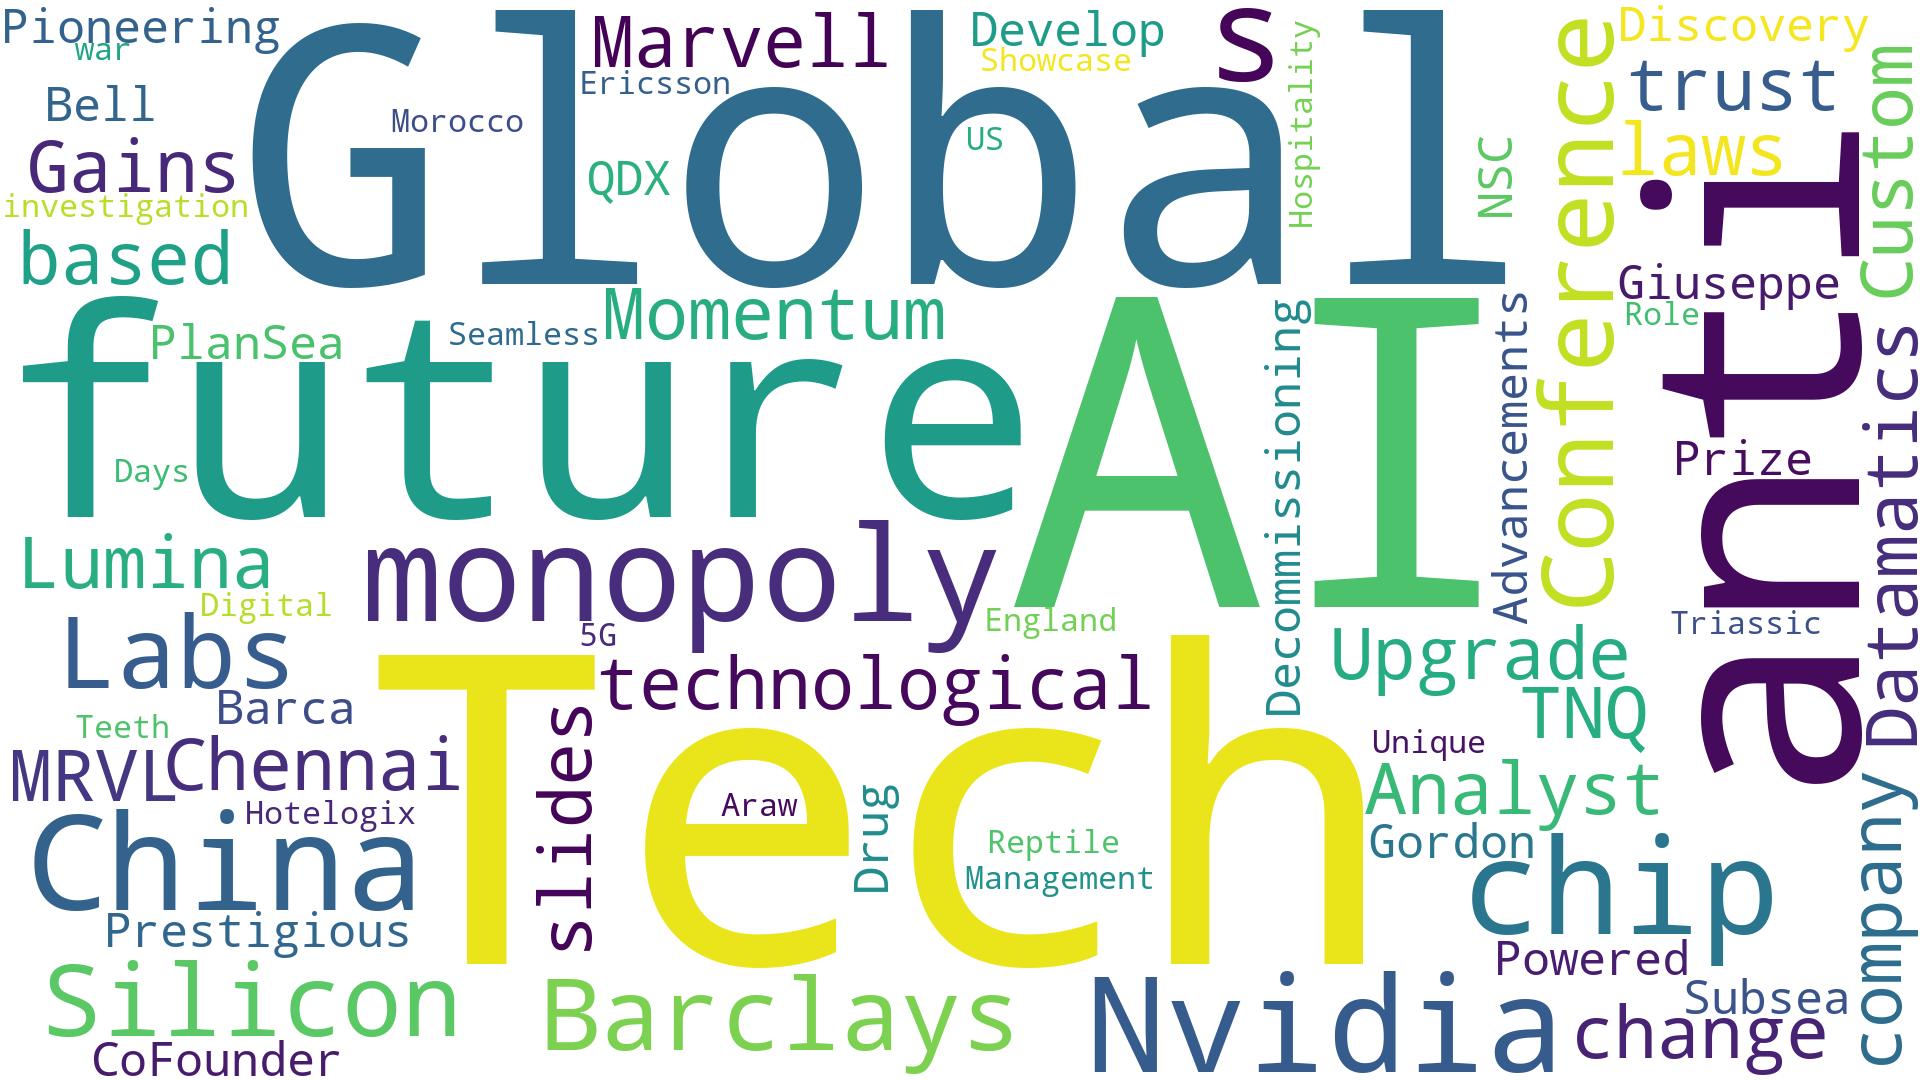 Pioneering
war
Global
Marvell
Develop
s
Discovery
Showcase
Ericsson
Hospitality
Conference
trust
Custom
Bell
Morocco
US
NSC
laws
Gains
QDX
anti
investigation
based
Giuseppe
Role
future
PlanSea
Seamless
Momentum
AI
Decommissioning
Advancements
Datamatics
Days
Prize
Lumina
monopoly
Digital
England
Triassic
Labs
5G
Tech
technological
Upgrade
Barca
Teeth
slides
TNQ
MRVL
Chennai
Unique
Analyst
company
Hotelogix
Araw
Drug
China
Reptile
Gordon
chip
Management
Prestigious
Powered
Silicon
Barclays
Nvidia
Subsea
change
CoFounder